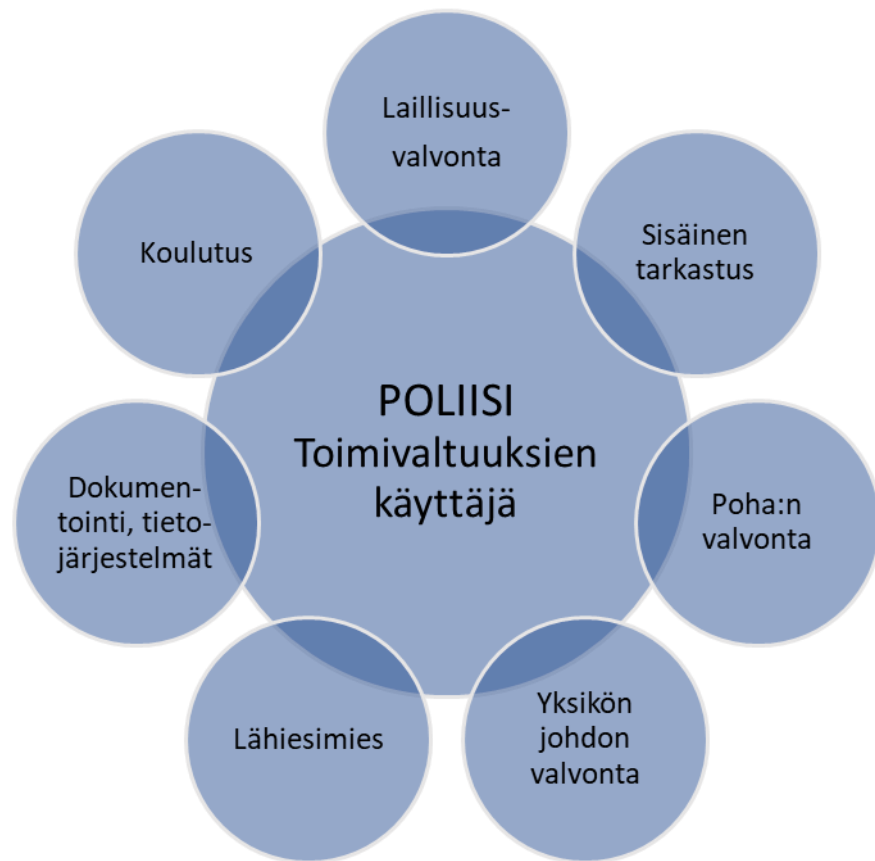 Laillisuus-
valvonta
Sisäinen
tarkastus
Koulutus
POLIISI
Toimivaltuuksien
käyttäjä
Poha:n
valvonta
Dokumen-
tointi, tieto-
järjestelmät
Yksikön
johdon
valvonta
Lähiesimies